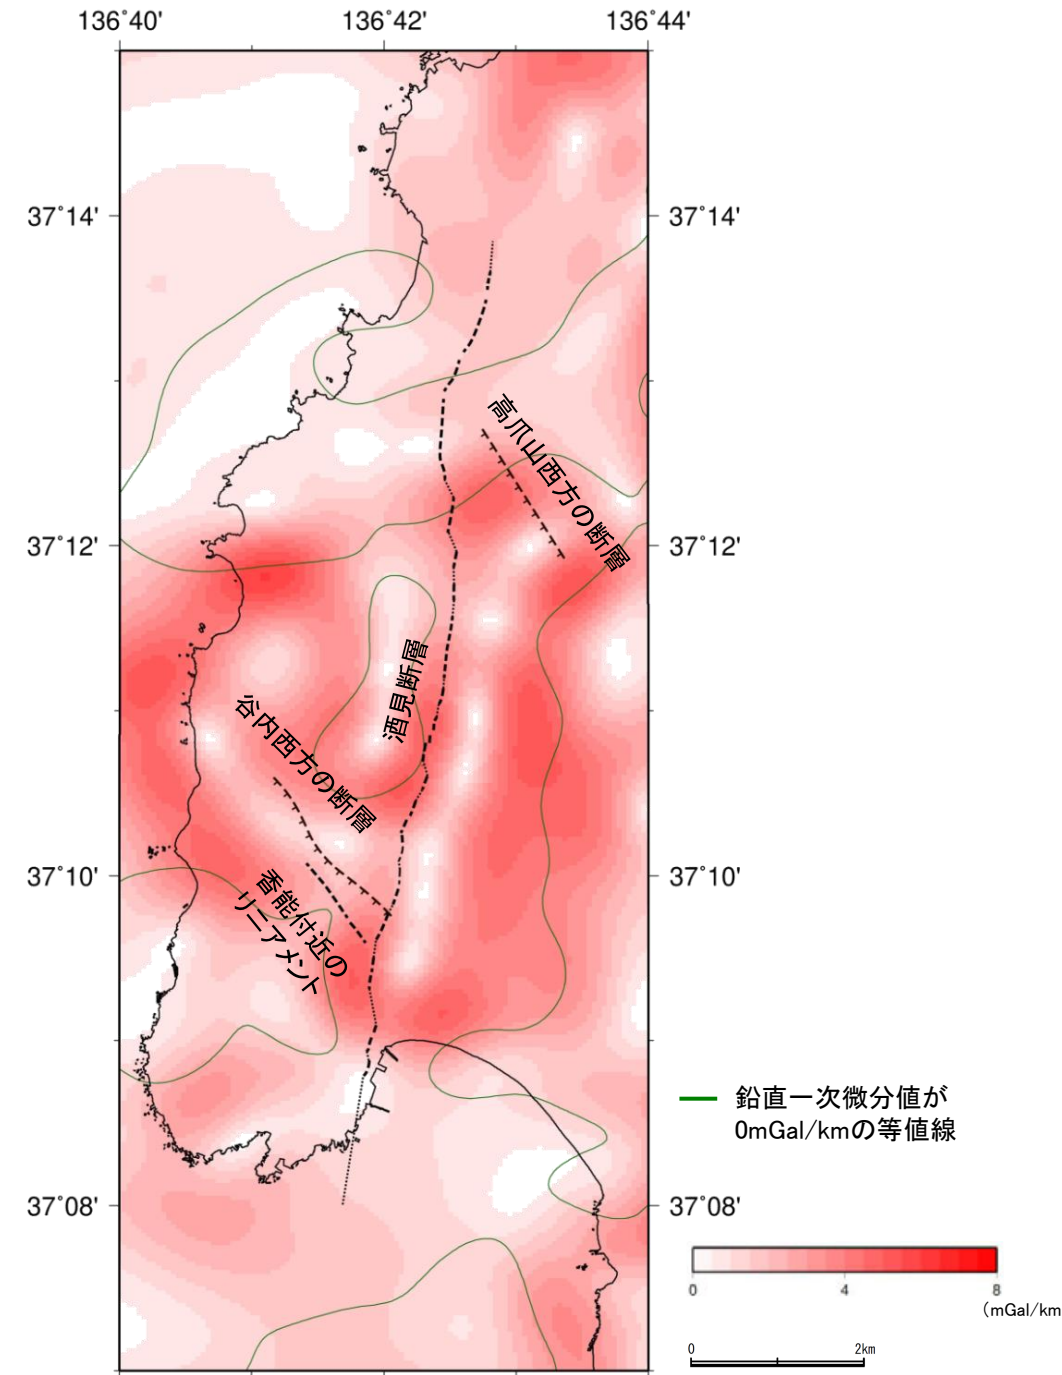 136˚40'
136˚42'
136˚44'
37˚14'
37˚14'
高爪山西方の断層
37˚12'
37˚12'
酒見断層
谷内西方の断層
37˚10'
37˚10'
香能付近の
リニアメント
鉛直一次微分値が
0mGal/kmの等値線
37˚08'
37˚08'
0
4
8
(mGal/km
0
2km